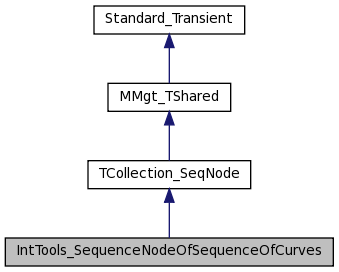 Standard_Transient
MMgt_TShared
TCollection_SeqNode
IntTools_SequenceNodeOfSequenceOfCurves